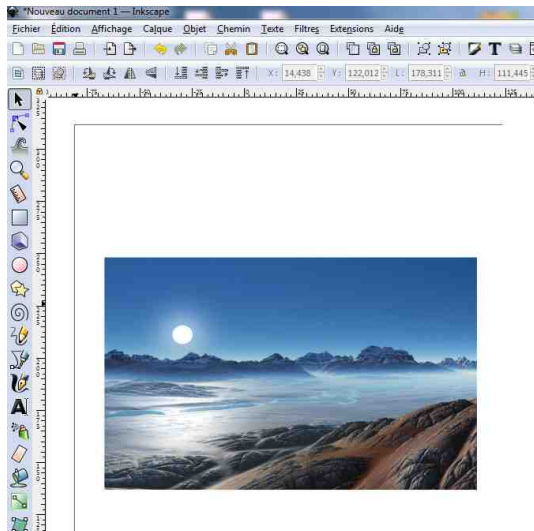 *Nouveau document 1 — Inkscape
Fichier Édition Affichage Calque Objet Chemin Texte Filtres Extensions Aide
X: 14,438 Y: 122,012 L: 178,311 H: 111,445